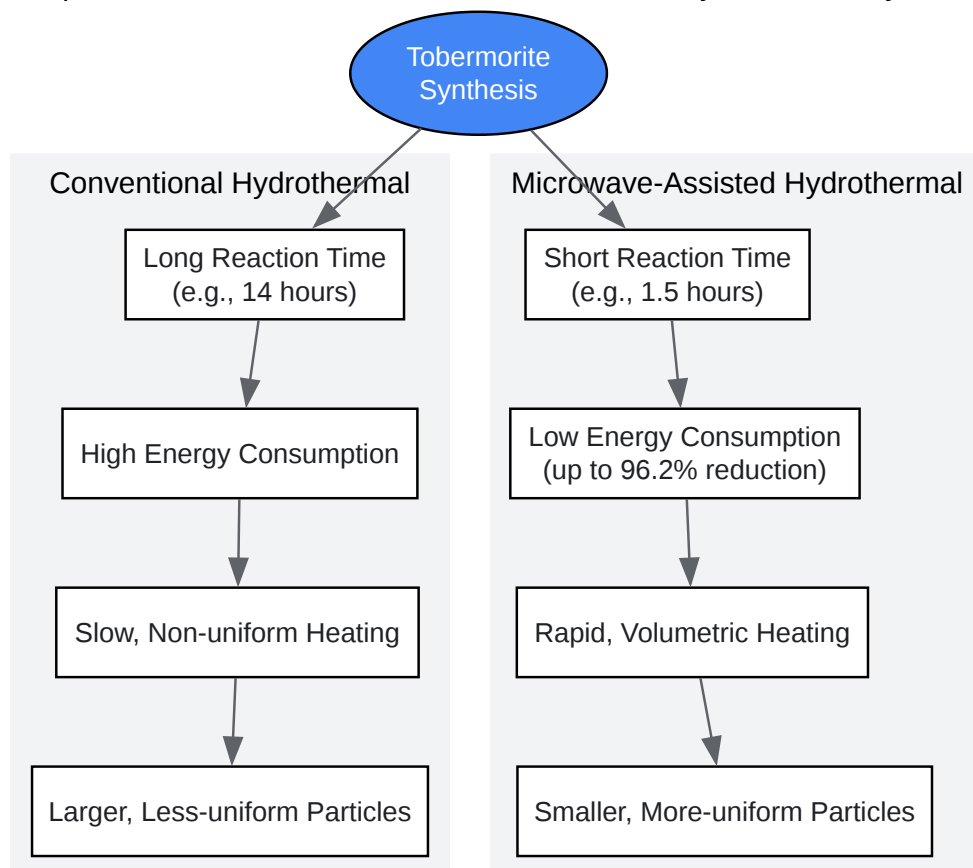 Tobermorite
Synthesis
Conventional Hydrothermal
Long Reaction Time
(e.g., 14 hours)
High Energy Consumption
Slow, Non-uniform Heating
Larger, Less-uniform Particles
Microwave-Assisted Hydrothermal
Short Reaction Time
(e.g., 1.5 hours)
Low Energy Consumption
(up to 96.2% reduction)
Rapid, Volumetric Heating
Smaller, More-uniform Particles